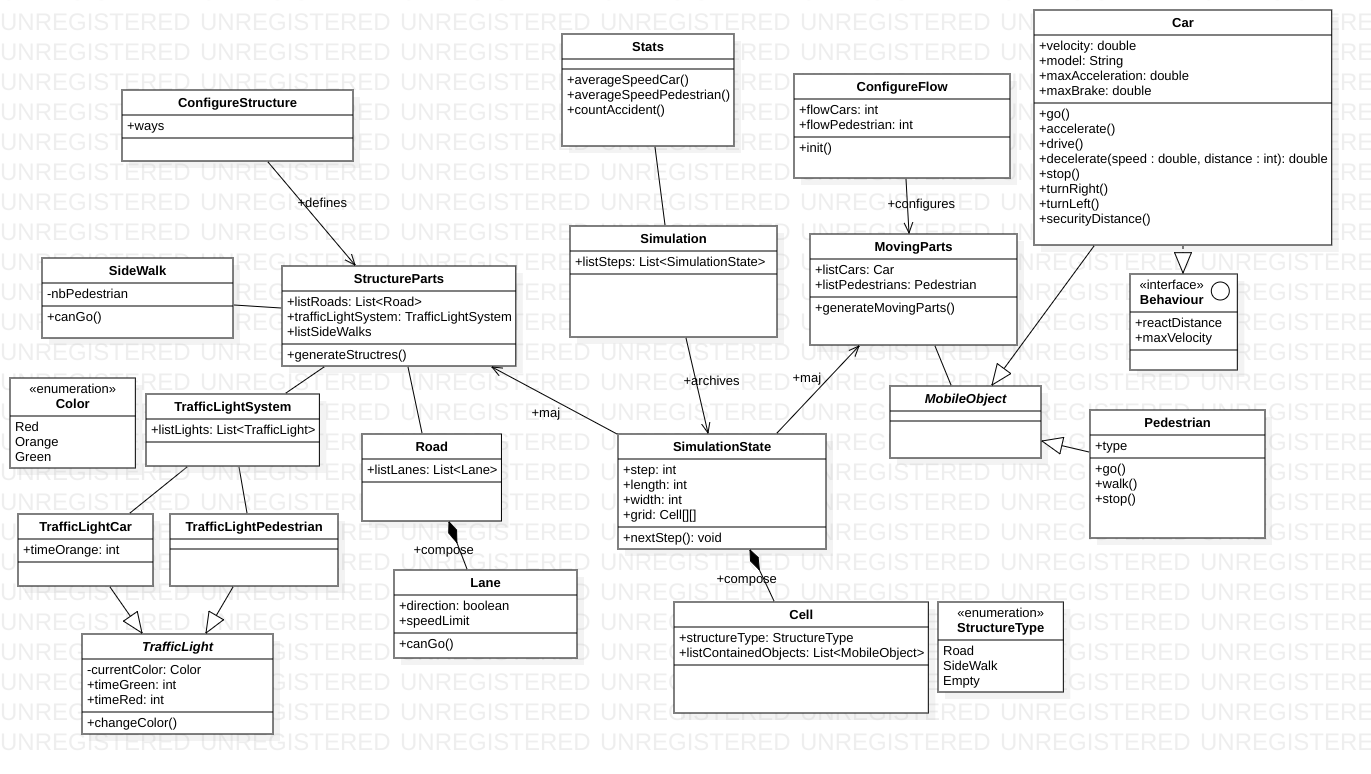 ConfigureStructure
+ways
+defines
Stats
+averageSpeedCar()
+averageSpeedPedestrian()
+countAccident()
ConfigureFlow
+flowCars: int
+flowPedestrian: int
+init()
+configures
Car
+velocity: double
+model: String
+maxAcceleration: double
+maxBrake: double
+go()
+accelerate()
+drive()
+decelerate(speed : double, distance : int): double
+stop()
+turnRight()
+turnLeft()
+securityDistance()
SideWalk
-nbPedestrian
+canGo()
StructureParts
+listRoads: List<Road>
+trafficLightSystem: TrafficLightSystem
+listSideWalks
+generateStructres()
Simulation
+listSteps: List<SimulationState>
+archives
MovingParts
+listCars: Car
+listPedestrians: Pedestrian
+generateMovingParts()
«interface»
Behaviour
+reactDistance
+maxVelocity
+maj
+maj
«enumeration»
Color
Red
Orange
Green
TrafficLightSystem
+listLights: List<TrafficLight>
Road
+listLanes: List<Lane>
SimulationState
+step: int
+length: int
+width: int
+grid: Cell[][]
+nextStep(): void
MobileObject
Pedestrian
+type
+go()
+walk()
+stop()
TrafficLightCar
+timeOrange: int
TrafficLightPedestrian
+compose
+compose
Lane
+direction: boolean
+speedLimit
+canGo()
Cell
+structureType: StructureType
+listContainedObjects: List<MobileObject>
«enumeration»
StructureType
Road
SideWalk
Empty
TrafficLight
-currentColor: Color
+timeGreen: int
+timeRed: int
+changeColor()
UNREGISTERED